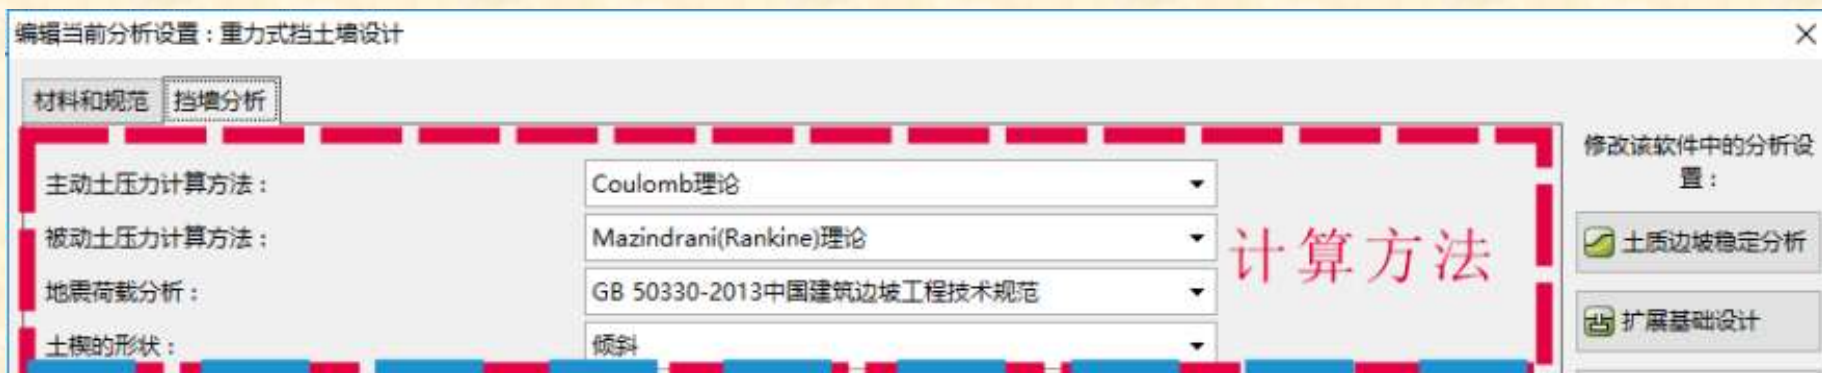 编辑当前分析设置：重力式挡土墙设计
材料和规范 挡墙分析
主动土压力计算方法： Coulomb理论
被动土压力计算方法： Mazindrani(Rankine)理论
地震荷载分析： GB 50330-2013中国建筑边坡工程技术规范
土楔的形状： 倾斜
计算方法
修改该软件中的分析设
置：
土质边坡稳定分析
扩展基础设计